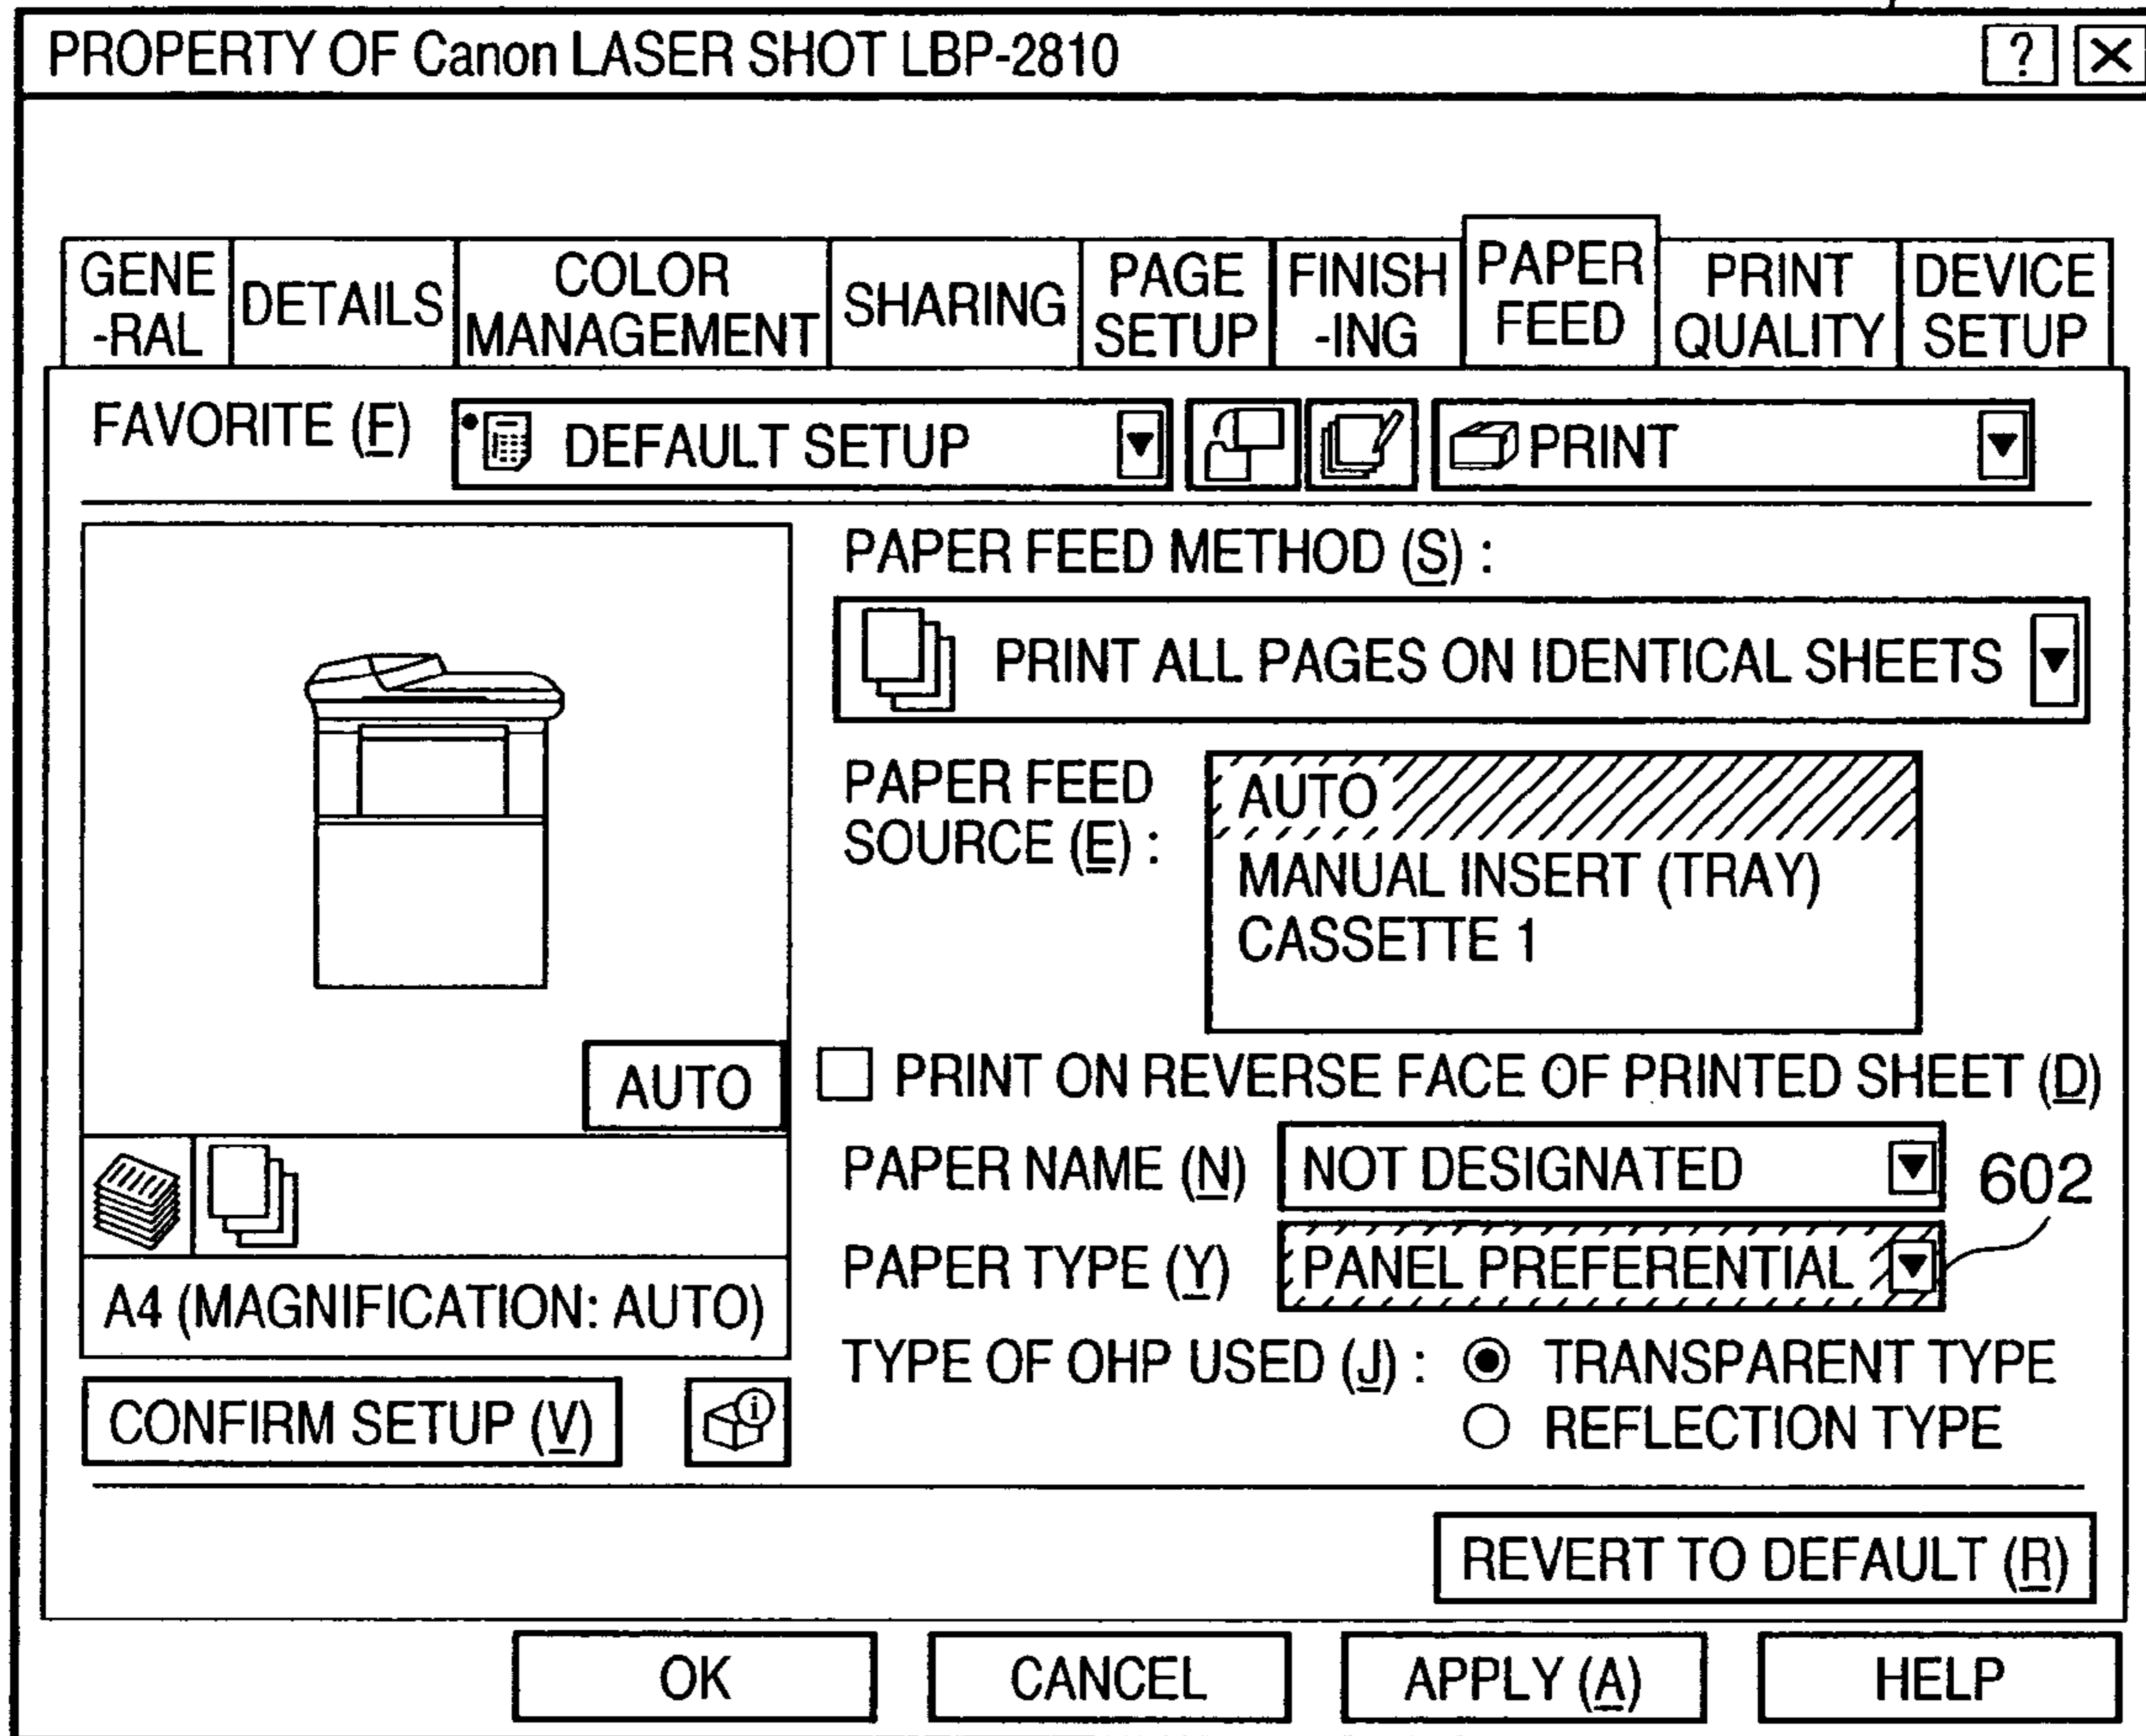 PROPERTY OF Canon LASER SHOT LBP-2810 ? X
GENE
-RAL
DETAILS
COLOR
MANAGEMENT
SHARING
PAGE
SETUP
FINISH
-ING
PAPER
FEED
PRINT
QUALITY
DEVICE
SETUP
FAVORITE (F) DEFAULT SETUP PRINT
PAPER FEED METHOD (S) :
PRINT ALL PAGES ON IDENTICAL SHEETS
PAPER FEED
SOURCE (E) :
AUTO
MANUAL INSERT (TRAY)
CASSETTE 1
AUTO
PRINT ON REVERSE FACE OF PRINTED SHEET (D)
PAPER NAME (N) NOT DESIGNATED
602
PAPER TYPE (Y) PANEL PREFERENTIAL
A4 (MAGNIFICATION: AUTO)
TYPE OF OHP USED (J) : TRANSPARENT TYPE
REFLECTION TYPE
CONFIRM SETUP (V) i
REVERT TO DEFAULT (R)
OK CANCEL APPLY (A) HELP